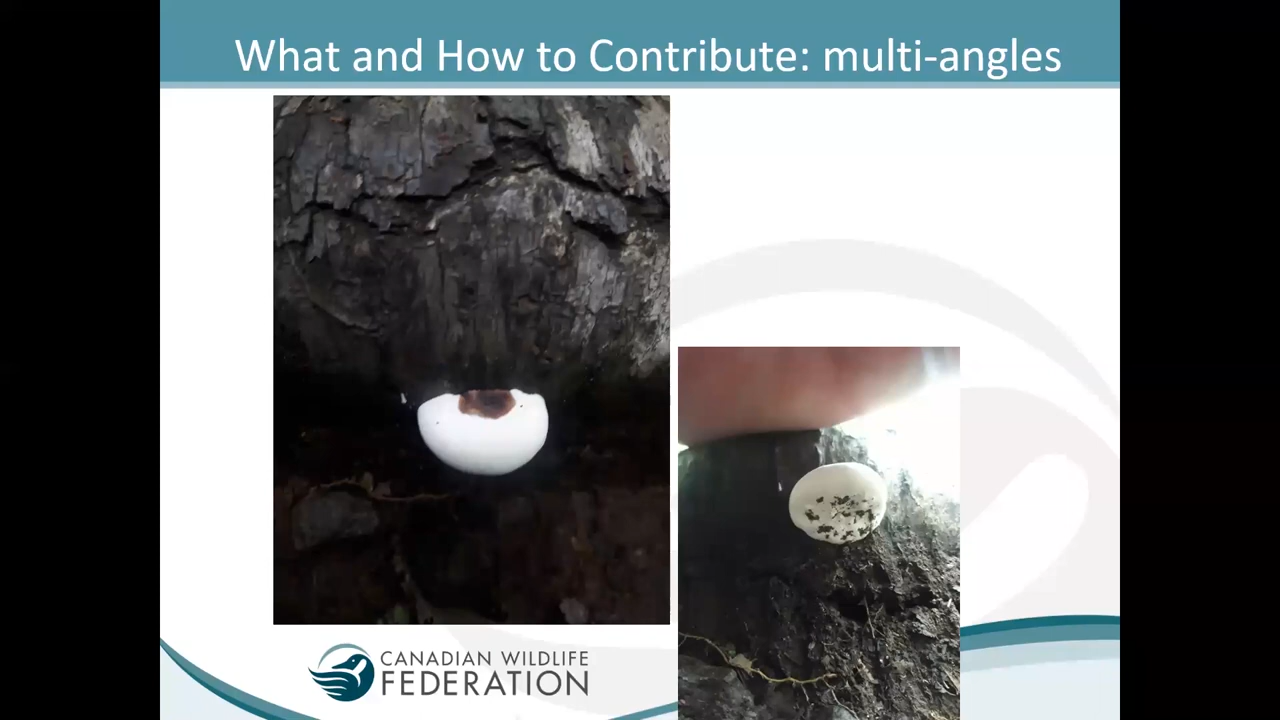 What and How to Contribute: multi-angles
CANADIAN WILDLIFE
FEDERATION